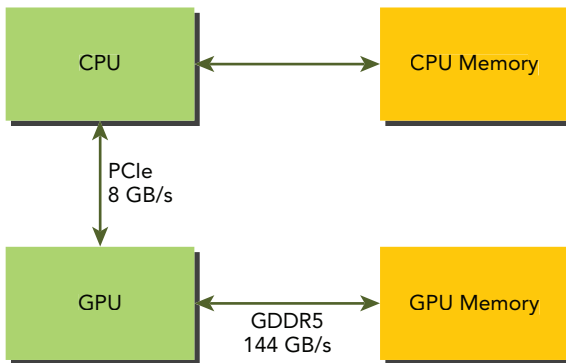 CPU
CPU Memory
PCIe
8 GB/s
GPU
GPU Memory
GDDR5
144 GB/s